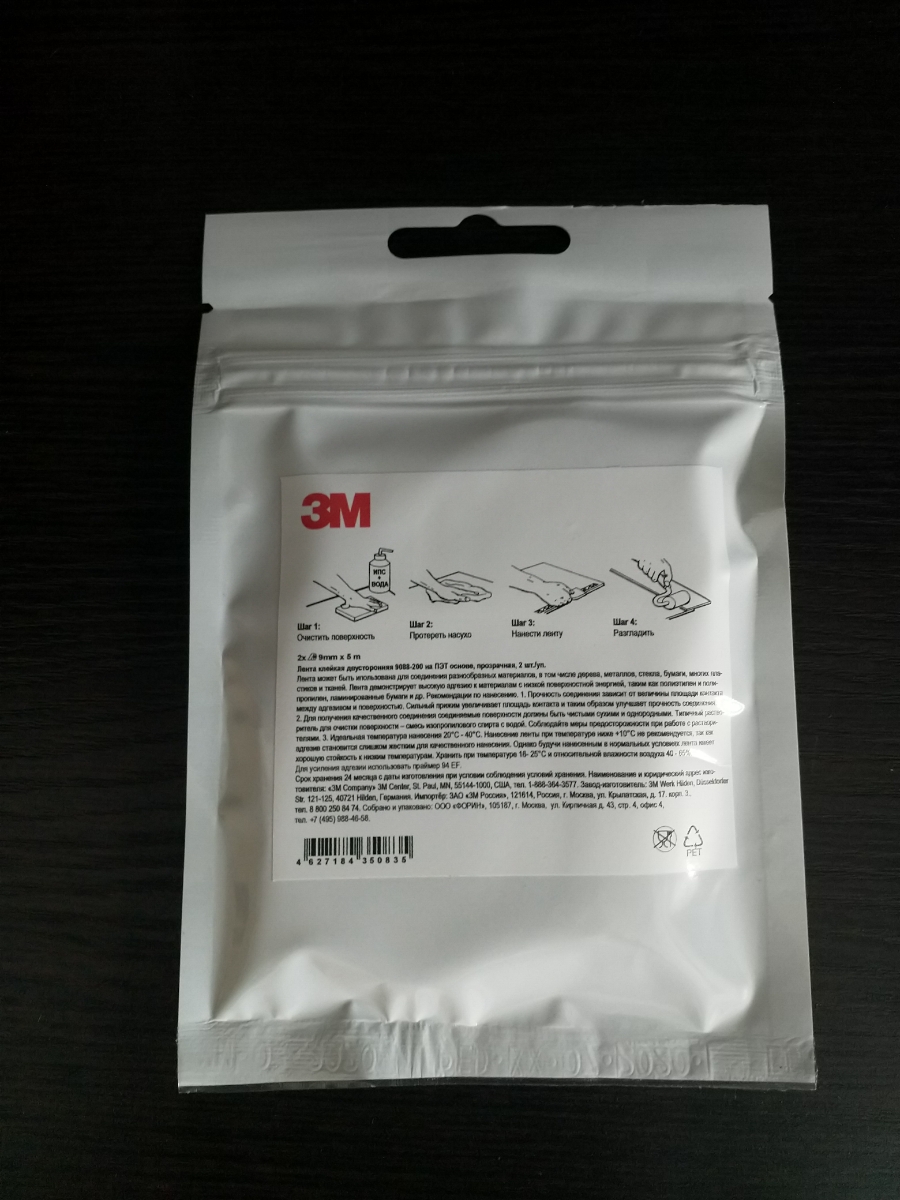 3M
ИПС
+
ВОДА
Шаг 1:
Очистить поверхность
Шаг 2:
Протереть насухо
Шаг 3:
Нанести ленту
Шаг 4:
Разгладить
2x 9mm x 5 m
Лента клейкая двусторонняя 9088-200 на ПЭТ основе, прозрачная, 2 шт./уп.
Лента может быть использована для соединения разнообразных материалов, в том числе дерева, металлов, стекла, бумаги, многих пла-
стиков и тканей. Лента демонстрирует высокую адгезию к материалам с низкой поверхностной энергией, таким как полиэтилен и поли-
пропилен, ламинированные бумаги и др. Рекомендации по нанесению. 1. Прочность соединения зависит от величины площади контакта
между адгезивом и поверхностью. Сильный прижим увеличивает площадь контакта и таким образом улучшает прочность соединения.
2. Для получения качественного соединения соединяемые поверхности должны быть чистыми сухими и однородными. Типичный раство-
ритель для очистки поверхности – смесь изопропилового спирта с водой. Соблюдайте меры предосторожности при работе с раствори-
телями. 3. Идеальная температура нанесения 20°C - 40°C. Нанесение ленты при температуре ниже +10°C не рекомендуется, так как
адгезив становится слишком жестким для качественного нанесения. Однако будучи нанесенным в нормальных условиях лента имеет
хорошую стойкость к низким температурам. Хранить при температуре 16- 25°C и относительной влажности воздуха 40 - 65%.
Для усиления адгезии использовать праймер 94 EF.
Срок хранения 24 месяца с даты изготовления при условии соблюдения условий хранения. Наименование и юридический адрес изго-
товителя: «3M Company» 3M Center, St. Paul, MN, 55144-1000, США, тел. 1-888-364-3577. Завод-изготовитель: 3M Werk Hilden, Düsseldorfer
Str. 121-125, 40721 Hilden, Германия. Импортёр: ЗАО «3М Россия», 121614, Россия, г. Москва, ул. Крылатская, д. 17. корп. 3.,
тел. 8 800 250 84 74. Собрано и упаковано: ООО «ФОРИН», 105187, г. Москва, ул. Кирпичная д. 43, стр. 4, офис 4,
тел. +7 (495) 988-46-58.
4 627184 350835
PET